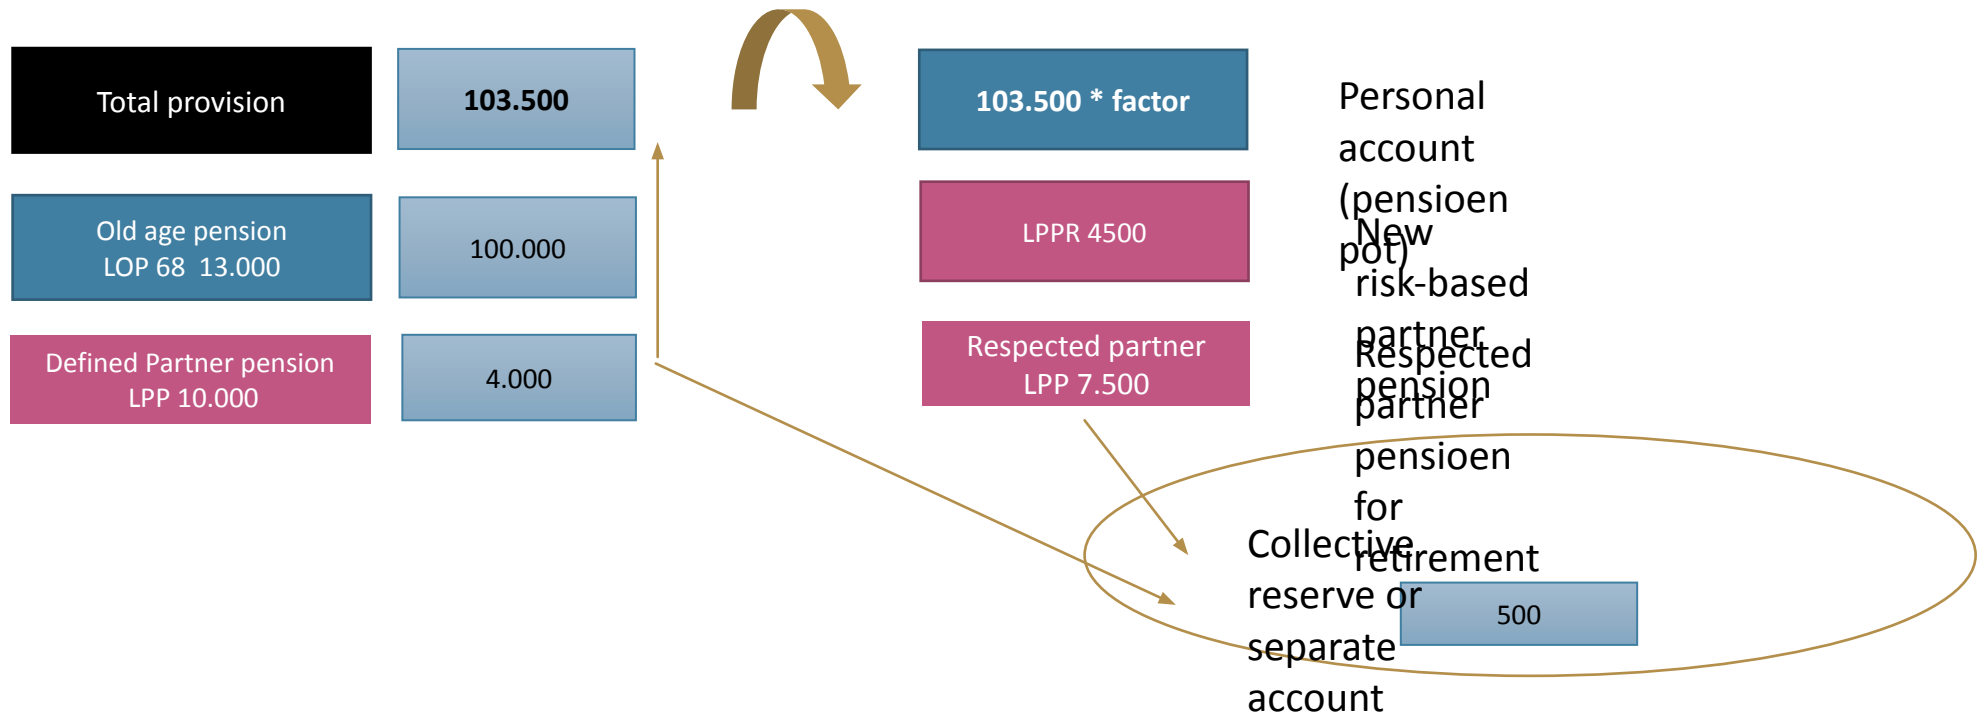 Total provision
103.500
103.500 * factor
Personal
account
(pensioen
pot)
Old age pension
LOP 68  13.000
100.000
LPPR 4500
New
risk-based
partner
pension
Defined Partner pension
LPP 10.000
4.000
Respected partner
LPP 7.500
Respected
partner
pensioen
for
retirement
Collective
reserve or
separate
account
500